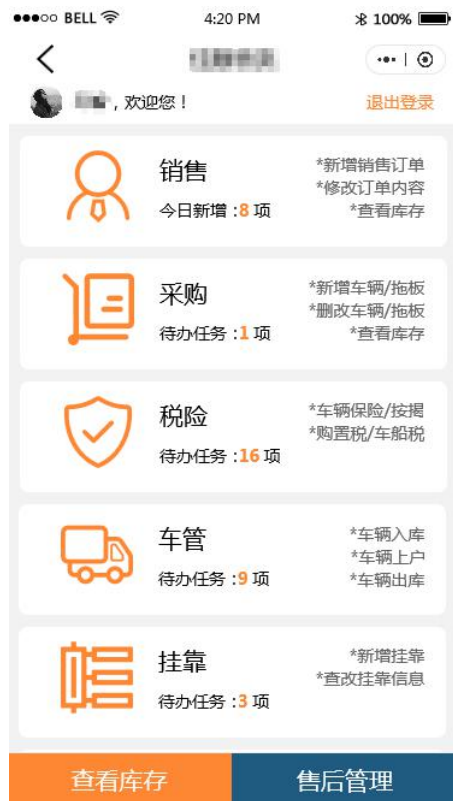 BELL 4:20 PM 100%
，欢迎您！ 退出登录
销售
今日新增 :8 项
*新增销售订单
*修改订单内容
*查看库存
采购
待办任务 :1 项
*新增车辆/拖板
*删改车辆/拖板
*查看库存
税险
待办任务 :16 项
*车辆保险/按揭
*购置税/车船税
车管
待办任务 :9 项
*车辆入库
*车辆上户
*车辆出库
挂靠
待办任务 :3 项
*新增挂靠
*查改挂靠信息
查看库存 售后管理